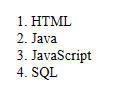 1. HTML
2. Java
3. JavaScript
4. SQL